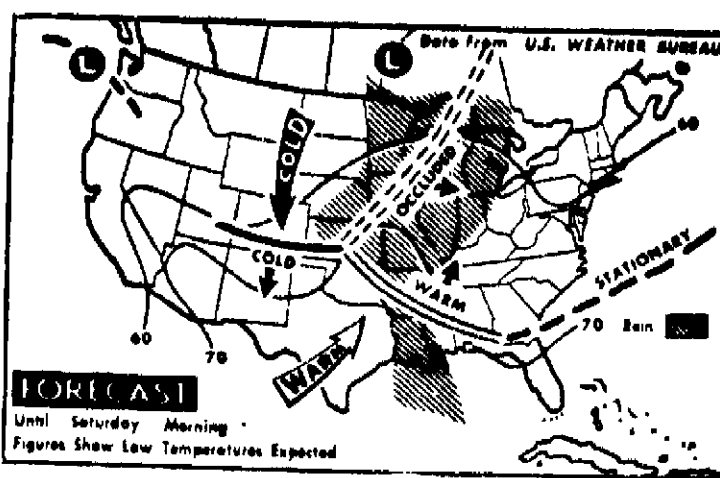 L
L
Data From U.S. WEATHER BUREAU
COLD
60
OCCLUDED
COLD
WARM
STATIONARY
60
70
70 Rain
WARM
FORECAST
Until Saturday Morning
Figures Show Low Temperatures Expected